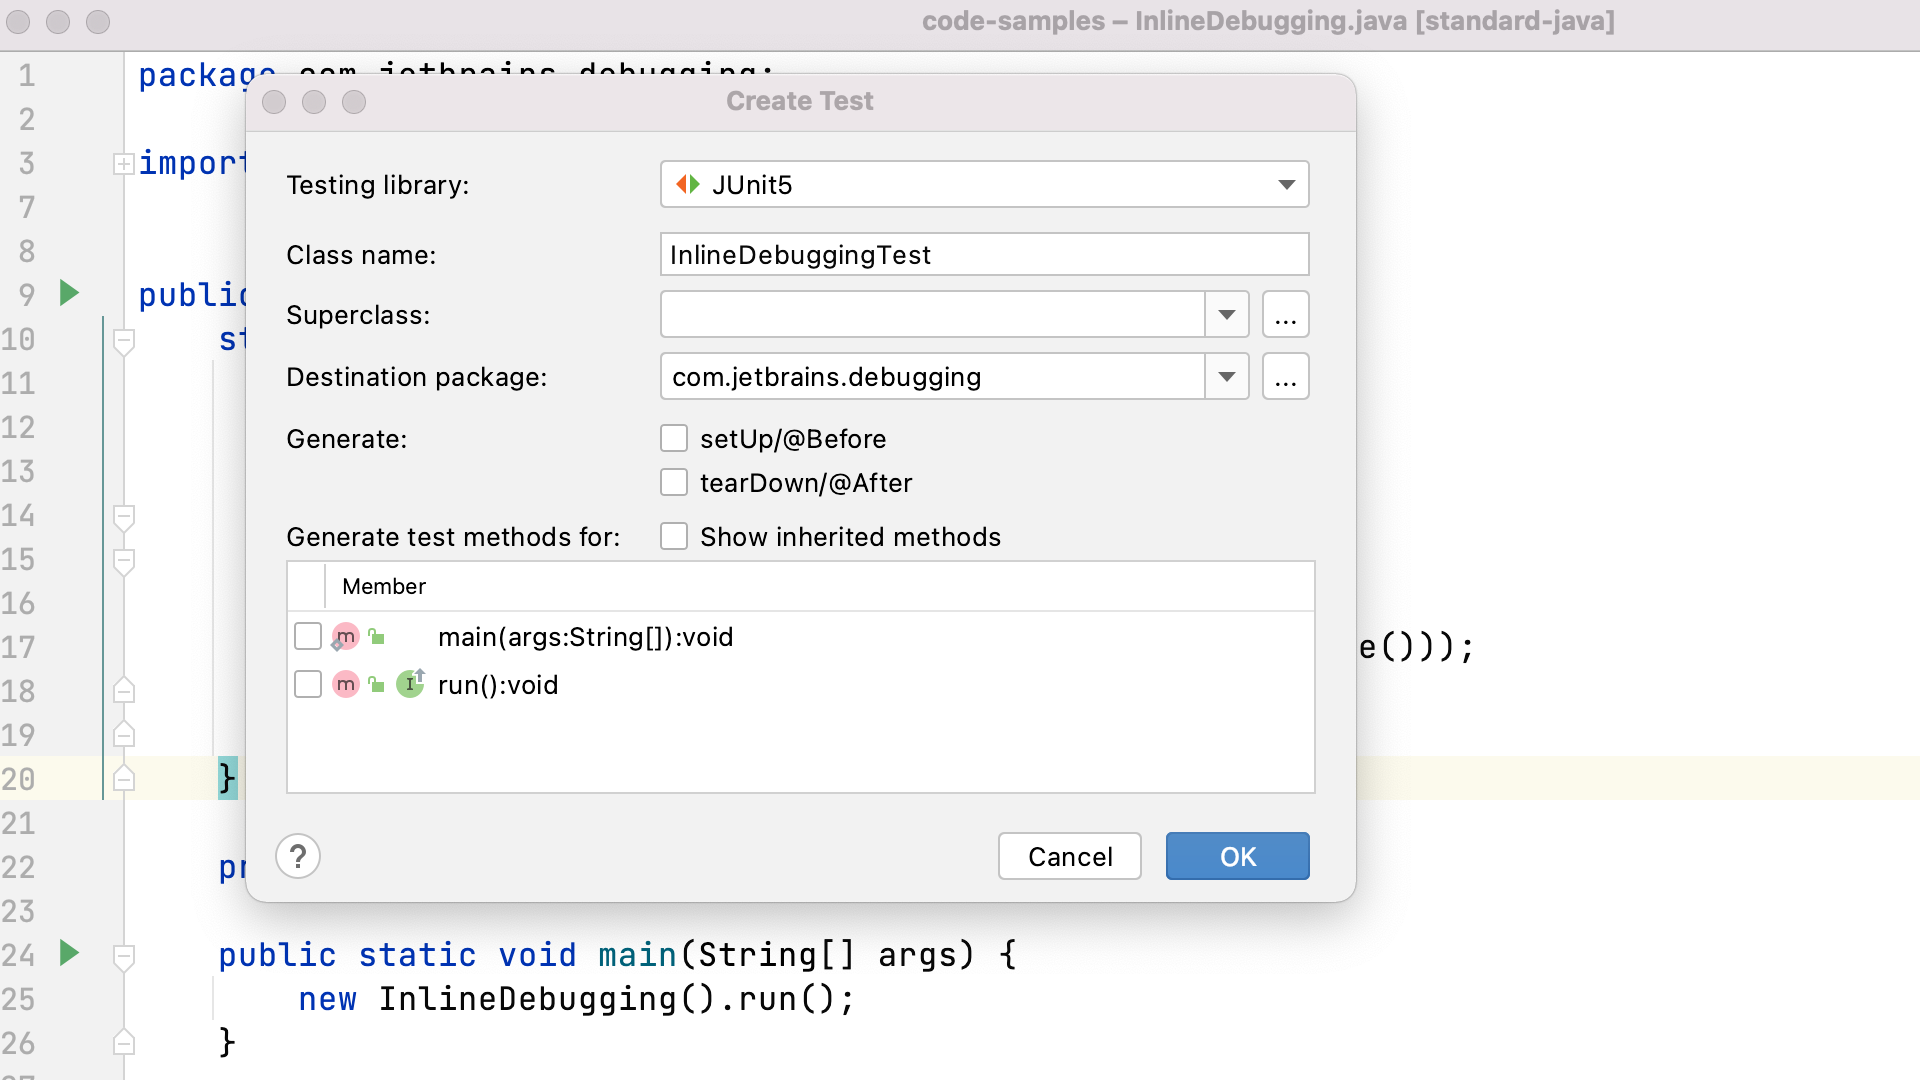 code-samples – InlineDebugging.java [standard-java]
1 package com.jetbrains.debugging;
2
3 import
7
8
9 public
10 st
11
12
13
14
15
16
17 e()));
18
19
20 }
21
22 pr
23
24 public static void main(String[] args) {
25 new InlineDebugging().run();
26 }
Create Test
Testing library: JUnit5
Class name: InlineDebuggingTest
Superclass: ...
Destination package: com.jetbrains.debugging ...
Generate: setUp/@Before
tearDown/@After
Generate test methods for: Show inherited methods
Member
m main(args:String[]):void
m I run():void
? Cancel OK